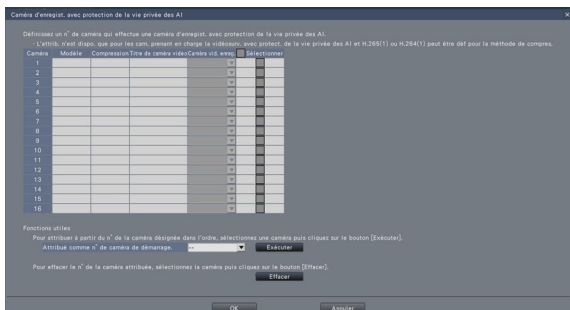 Caméra d'enregist. avec protection de la vie privée des AI
×
Définissez un n° de caméra qui effectue une caméra d'enregist. avec protection de la vie privée des AI.
- L'attrib. n'est dispo. que pour les cam. prenant en charge la vidéosurv. avec protect. de la vie privée des AI et H.265(1) ou H.264(1) peut être déf pour la méthode de compres.
Caméra Modèle Compression Titre de caméra vidéo Caméra vid. enreg. Sélectionner
1
2
3
4
5
6
7
8
9
10
11
12
13
14
15
16
Fonctions utiles
Pour attribuer à partir du n° de la caméra désignée dans l'ordre, sélectionnez une caméra puis cliquez sur le bouton [Exécuter].
Attribué comme n° de caméra de démarrage. -- Exécuter
Pour effacer le n° de la caméra attribuée, sélectionnez la caméra puis cliquez sur le bouton [Effacer].
Effacer
OK Annuler